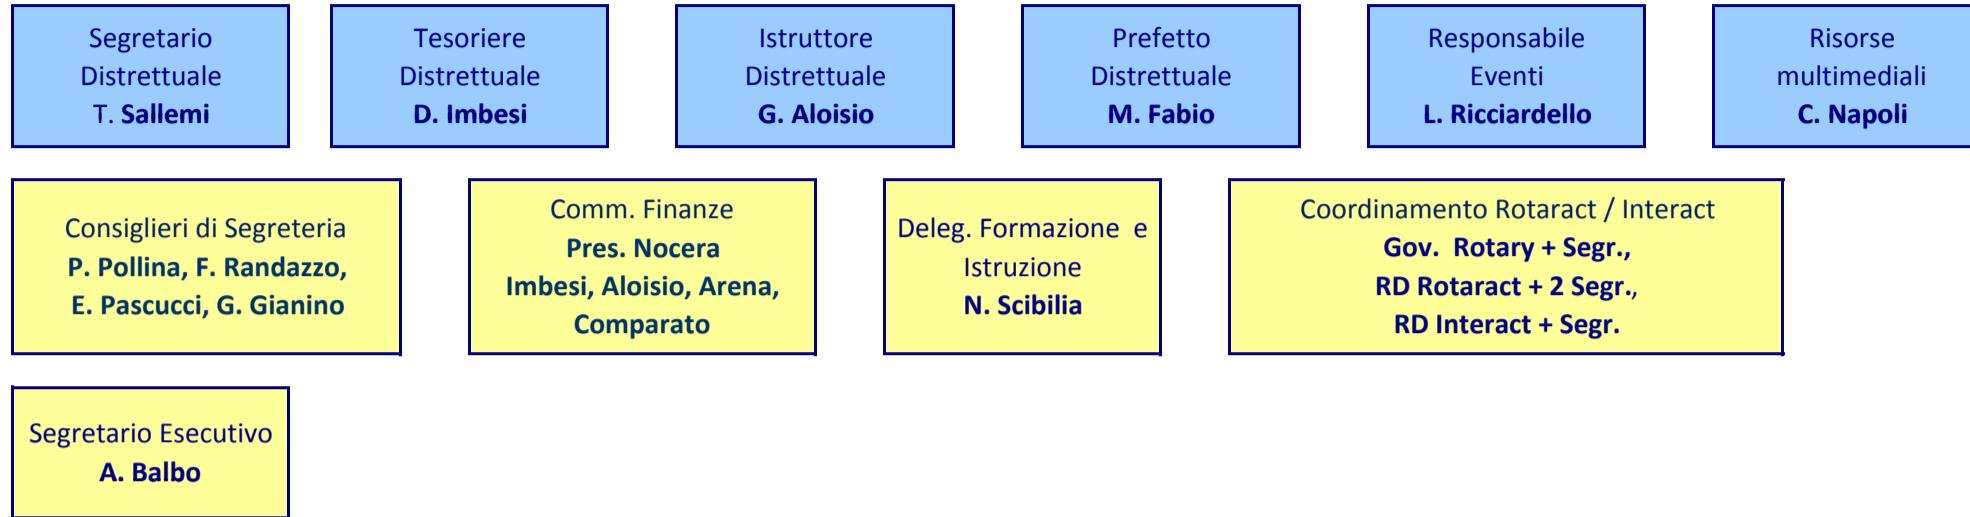 Segretario
Distrettuale
T. Sallemi
Tesoriere
Distrettuale
D. Imbesi
Istruttore
Distrettuale
G. Aloisio
Prefetto
Distrettuale
M. Fabio
Responsabile
Eventi
L. Ricciardello
Risorse
multimediali
C. Napoli
Consiglieri di Segreteria
P. Pollina, F. Randazzo,
E. Pascucci, G. Gianino
Comm. Finanze
Pres. Nocera
Imbesi, Aloisio, Arena,
Comparato
Deleg. Formazione e
Istruzione
N. Scibilia
Coordinamento Rotaract / Interact
Gov. Rotary + Segr.,
RD Rotaract + 2 Segr.,
RD Interact + Segr.
Segretario Esecutivo
A. Balbo